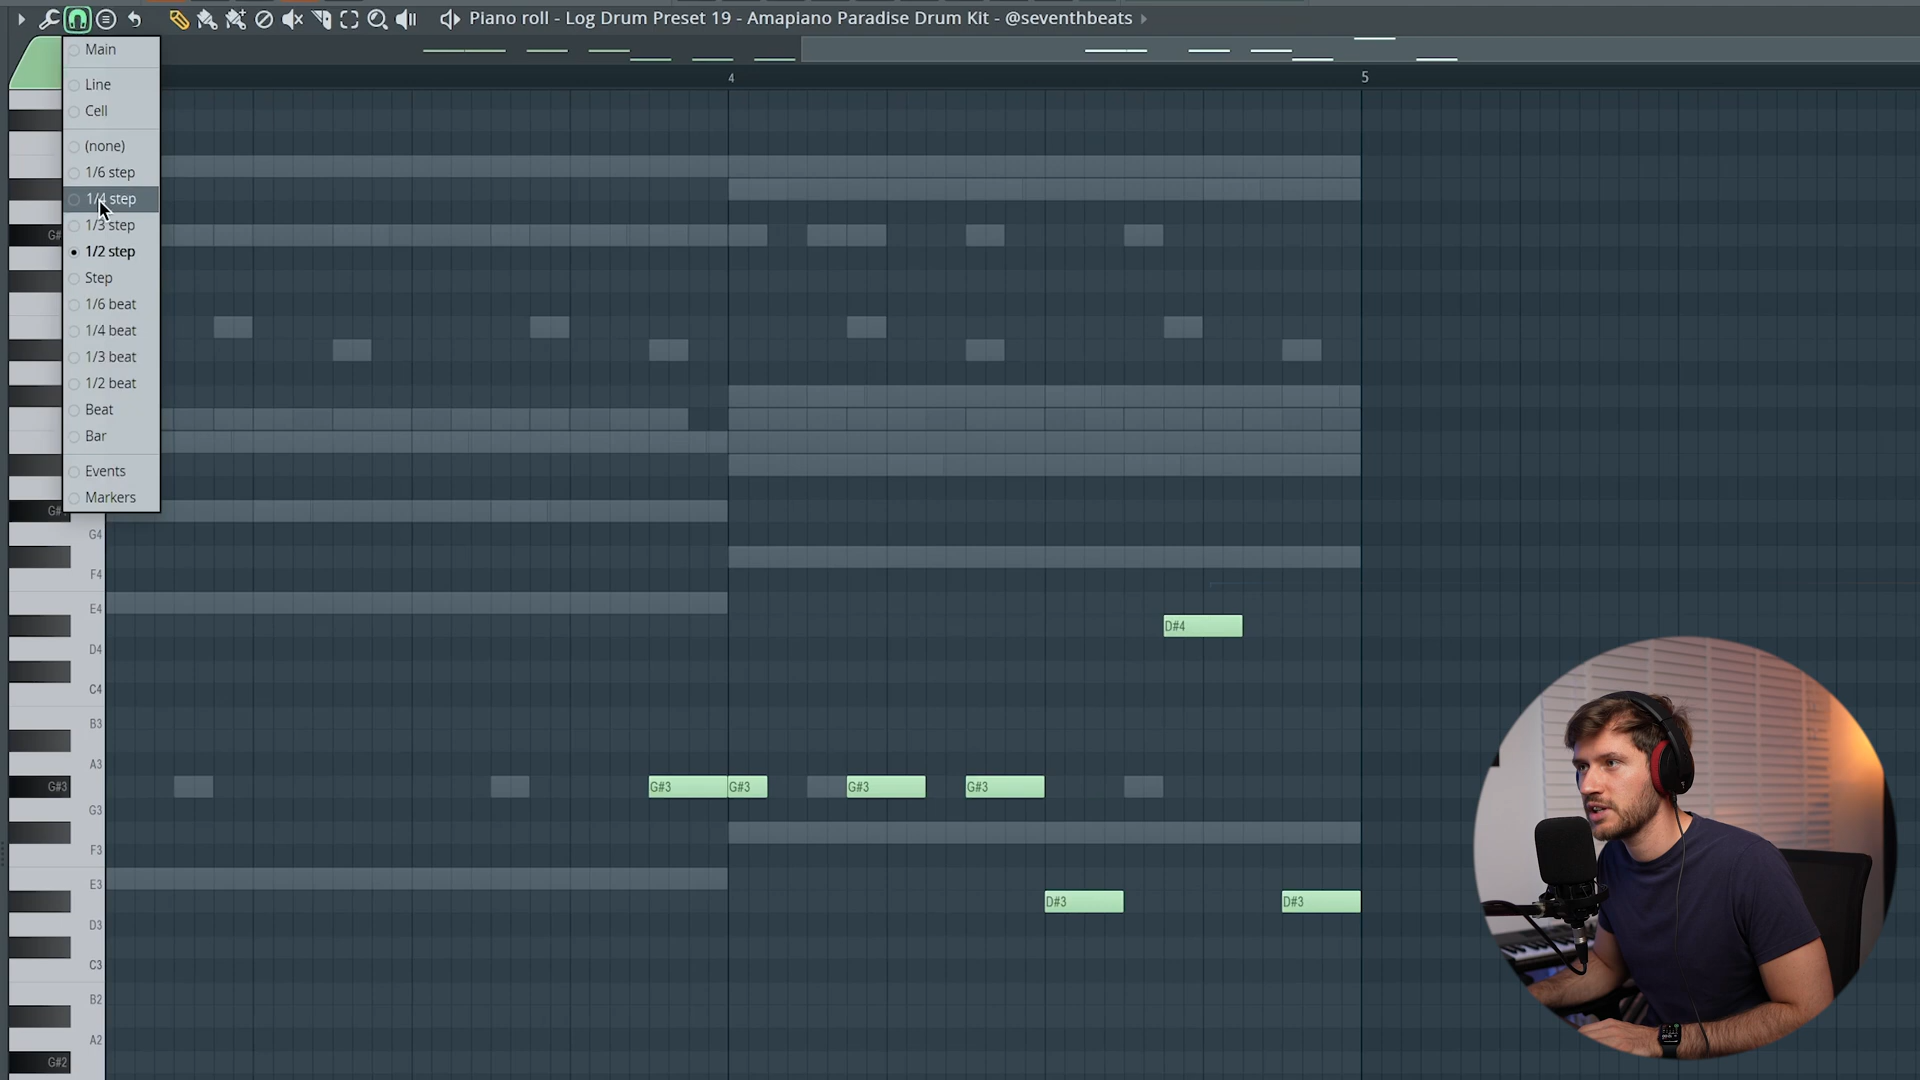 Piano roll - Log Drum Preset 19 - Amapiano Paradise Drum Kit - @seventhbeats
Main
Line
Cell
(none)
1/6 step
1/4 step
1/3 step
1/2 step
Step
1/6 beat
1/4 beat
1/3 beat
1/2 beat
Beat
Bar
Events
Markers
4
5
G4
F4
E4
D4
C4
B3
A3
G#3
G3
F3
E3
D3
C3
B2
A2
G#2
D#4
G#3
G#3
G#3
G#3
D#3
D#3